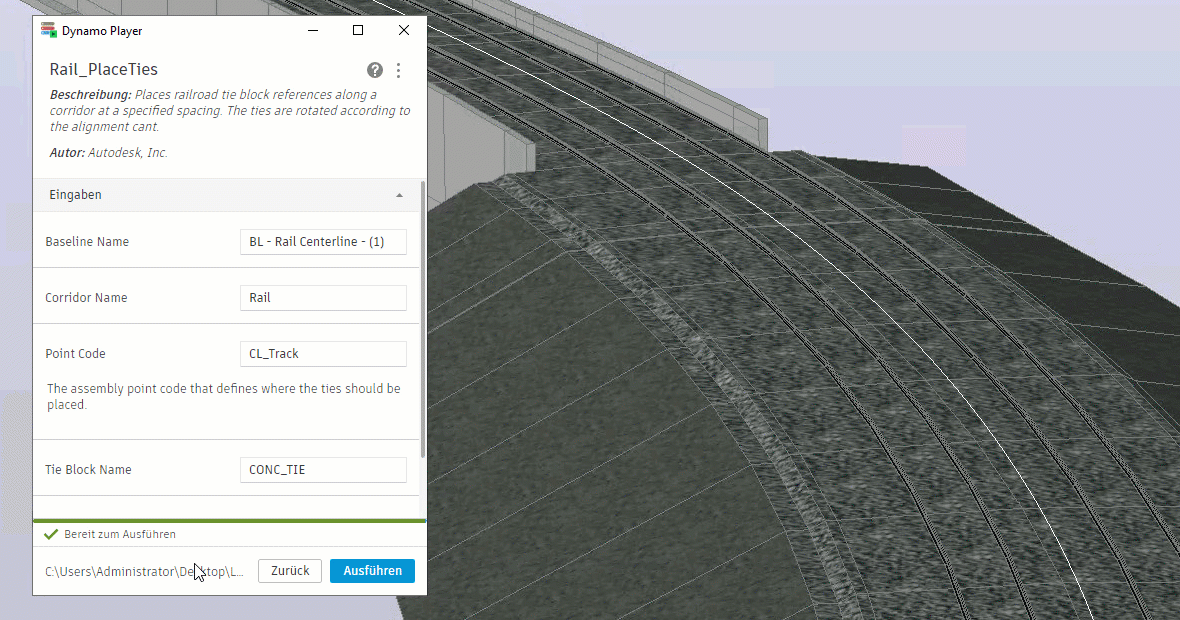 Dynamo Player
Rail_PlaceTies
Beschreibung: Places railroad tie block references along a
corridor at a specified spacing. The ties are rotated according to
the alignment cant.
Autor: Autodesk, Inc.
Eingaben
Baseline Name
BL - Rail Centerline - (1)
Corridor Name
Rail
Point Code
CL_Track
The assembly point code that defines where the ties should be
placed.
Tie Block Name
CONC_TIE
Bereit zum Ausführen
C:\Users\Administrator\Desktop\L...
Zurück
Ausführen